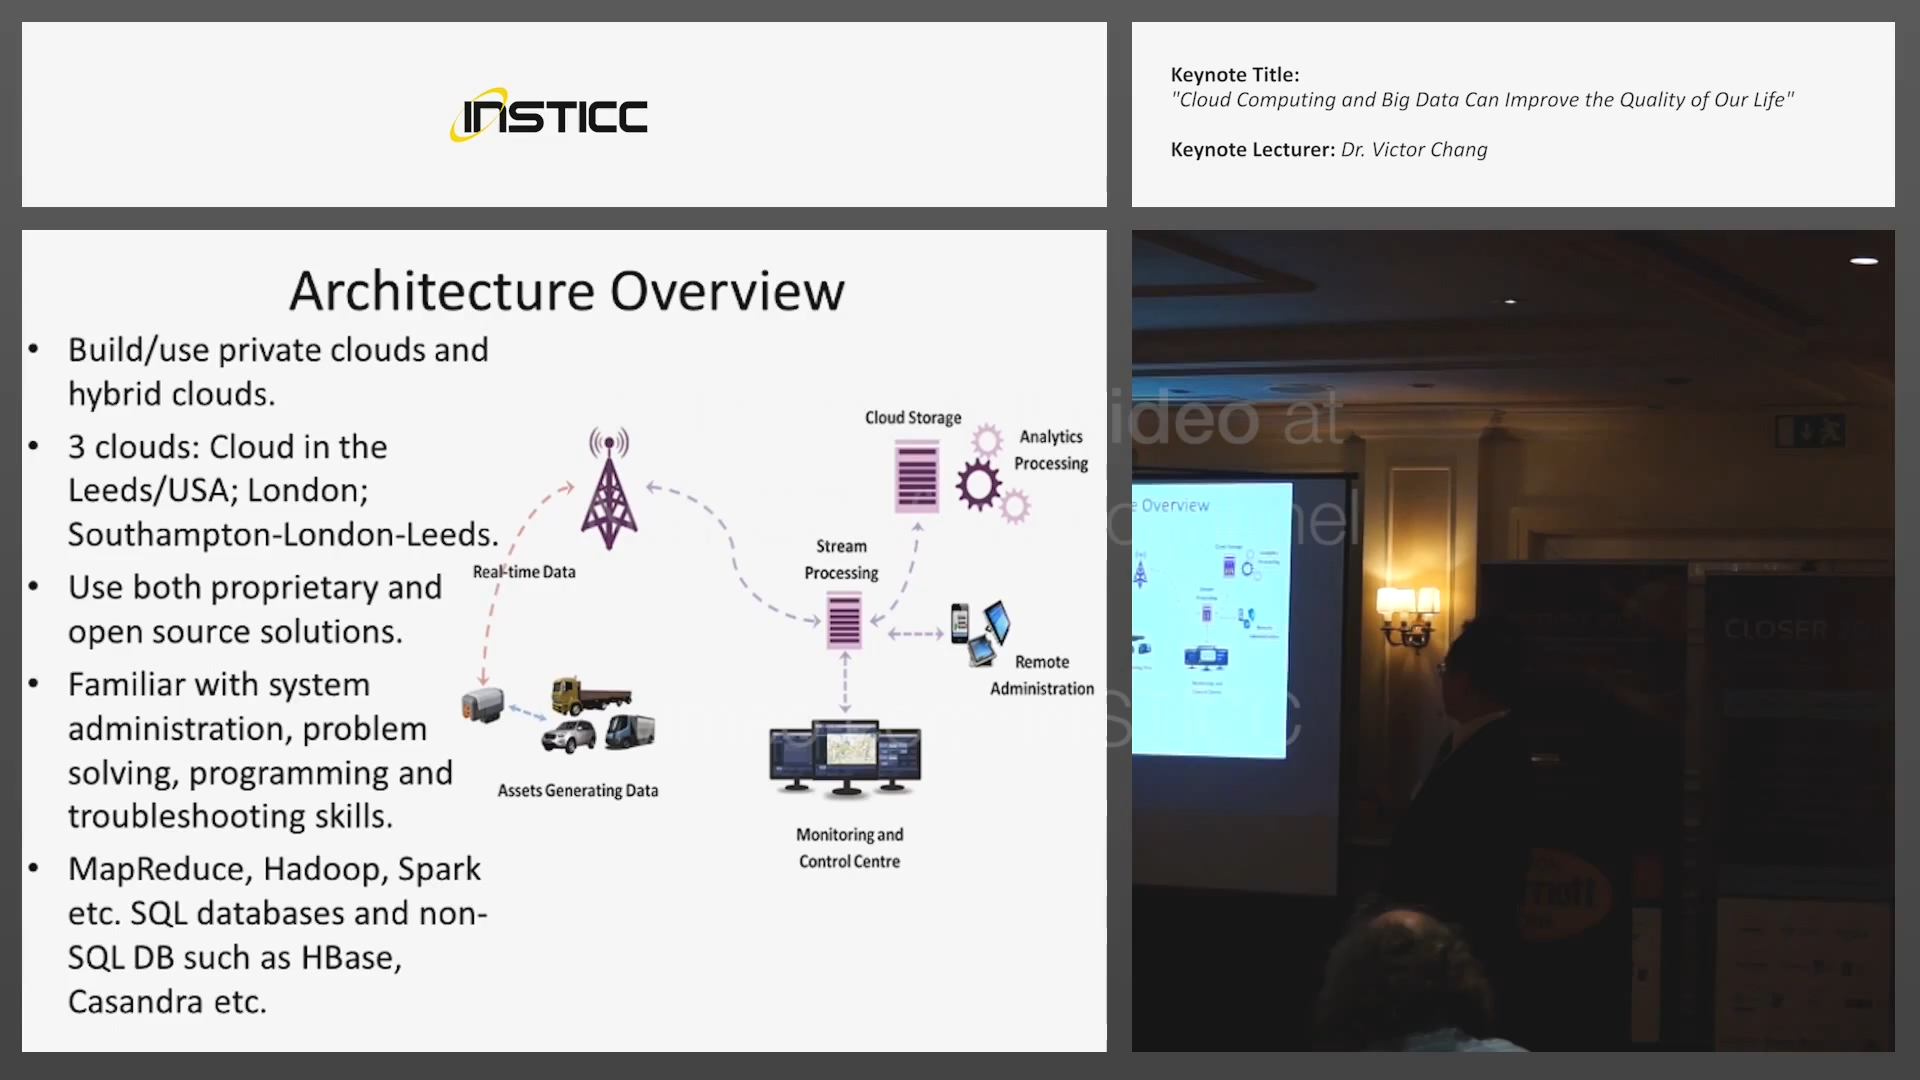 INSTICC
Keynote Title:
"Cloud Computing and Big Data Can Improve the Quality of Our Life"
Keynote Lecturer: Dr. Victor Chang
Architecture Overview
• Build/use private clouds and
hybrid clouds.
• 3 clouds: Cloud in the
Leeds/USA; London;
Southampton-London-Leeds.
• Use both proprietary and
open source solutions.
• Familiar with system
administration, problem
solving, programming and
troubleshooting skills.
• MapReduce, Hadoop, Spark
etc. SQL databases and non-
SQL DB such as HBase,
Casandra etc.
Cloud Storage
Analytics
Processing
Stream
Processing
Real-time Data
Remote
Administration
Assets Generating Data
Monitoring and
Control Centre
video at
e Overview
CLOSER